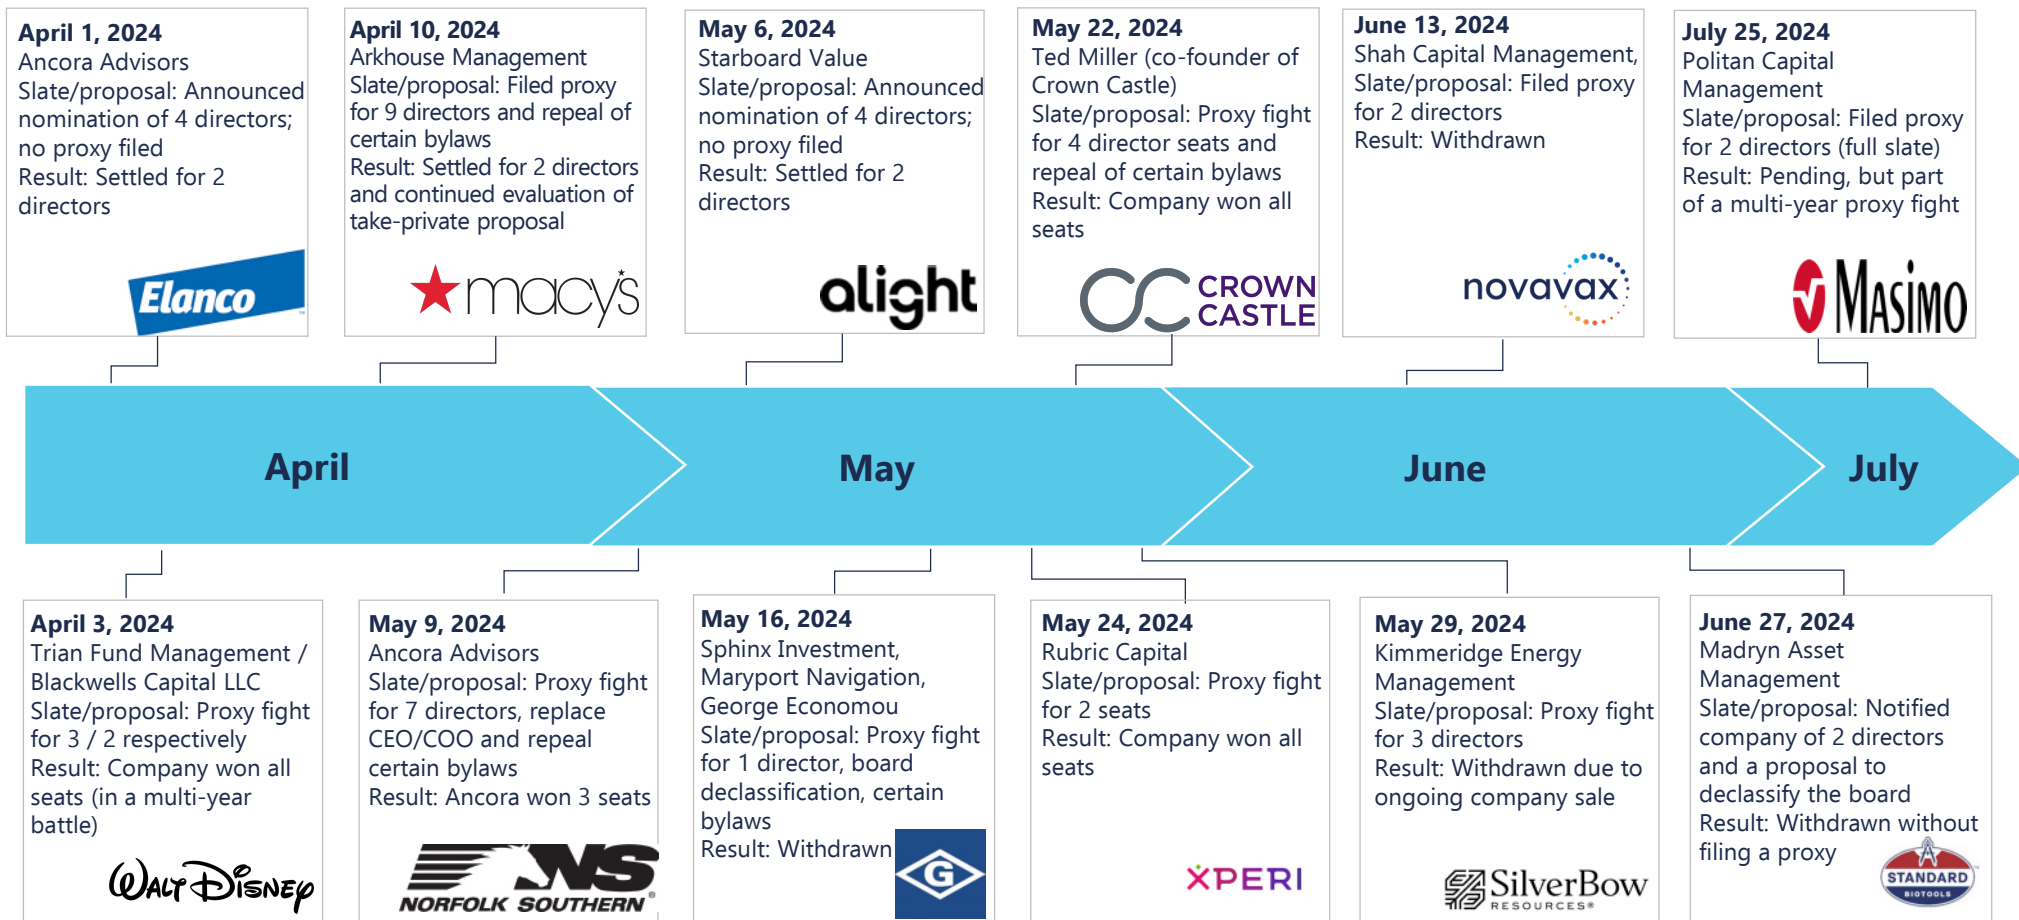 April 1, 2024
Ancora Advisors
Slate/proposal: Announced
nomination of 4 directors;
no proxy filed
Result: Settled for 2
directors
Elanco
April 10, 2024
Arkhouse Management
Slate/proposal: Filed proxy
for 9 directors and repeal of
certain bylaws
Result: Settled for 2 directors
and continued evaluation of
take-private proposal
macy's
May 6, 2024
Starboard Value
Slate/proposal: Announced
nomination of 4 directors;
no proxy filed
Result: Settled for 2
directors
alight
May 22, 2024
Ted Miller (co-founder of
Crown Castle)
Slate/proposal: Proxy fight
for 4 director seats and
repeal of certain bylaws
Result: Company won all
seats
CROWN
CASTLE
June 13, 2024
Shah Capital Management,
Slate/proposal: Filed proxy
for 2 directors
Result: Withdrawn
novavax
July 25, 2024
Politan Capital
Management
Slate/proposal: Filed proxy
for 2 directors (full slate)
Result: Pending, but part
of a multi-year proxy fight
Masimo
April
May
June
July
April 3, 2024
Trian Fund Management /
Blackwells Capital LLC
Slate/proposal: Proxy fight
for 3 / 2 respectively
Result: Company won all
seats (in a multi-year
battle)
WALT DISNEY
May 9, 2024
Ancora Advisors
Slate/proposal: Proxy fight
for 7 directors, replace
CEO/COO and repeal
certain bylaws
Result: Ancora won 3 seats
NS
NORFOLK SOUTHERN®
May 16, 2024
Sphinx Investment,
Maryport Navigation,
George Economou
Slate/proposal: Proxy fight
for 1 director, board
declassification, certain
bylaws
Result: Withdrawn
G
May 24, 2024
Rubric Capital
Slate/proposal: Proxy fight
for 2 seats
Result: Company won all
seats
XPERI
May 29, 2024
Kimmeridge Energy
Management
Slate/proposal: Proxy fight
for 3 directors
Result: Withdrawn due to
ongoing company sale
SilverBow
RESOURCES®
June 27, 2024
Madryn Asset
Management
Slate/proposal: Notified
company of 2 directors
and a proposal to
declassify the board
Result: Withdrawn without
filing a proxy
STANDARD
BIOTOOLS